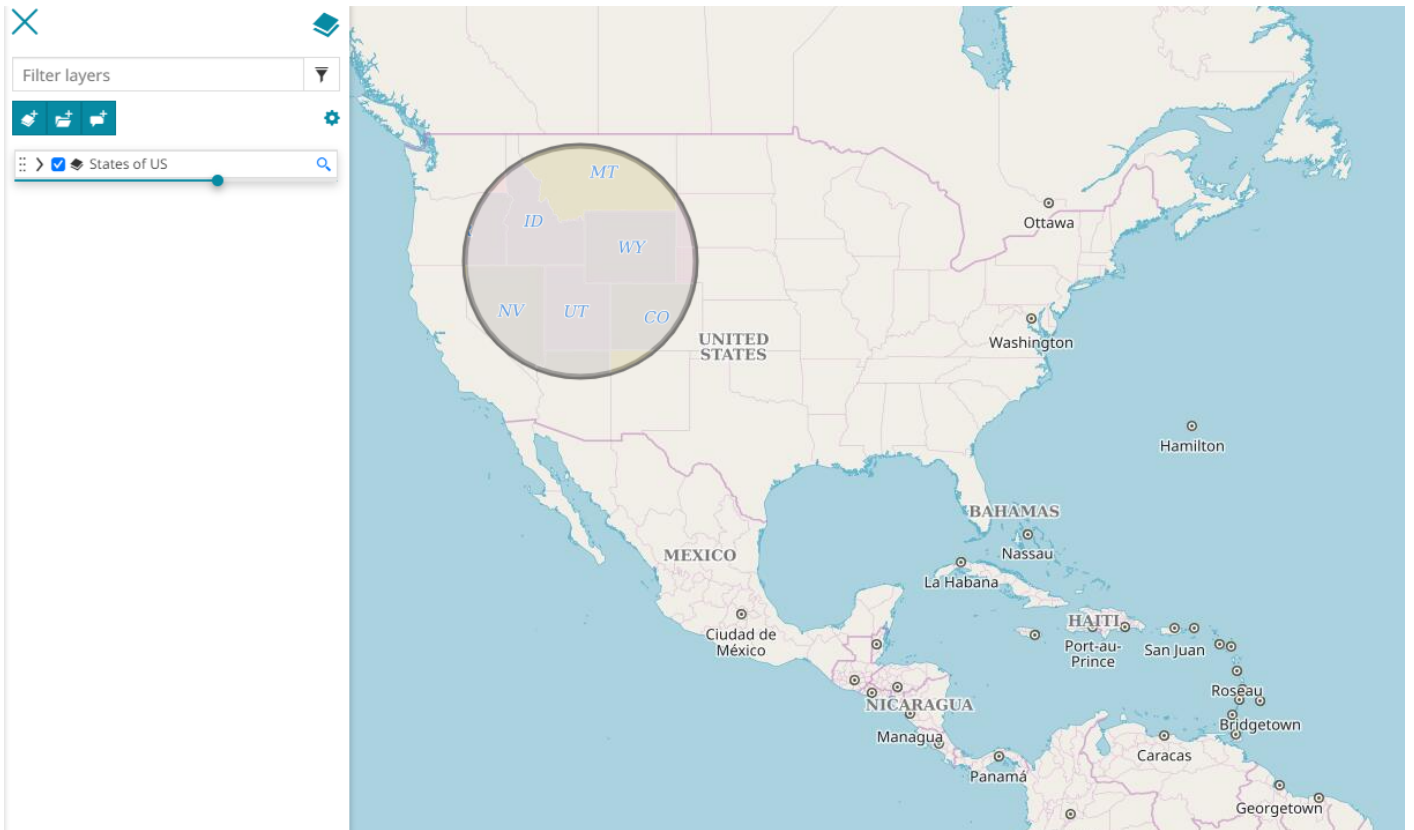 Filter layers
States of US
MT
ID
WY
NV
UT
CO
UNITED
STATES
Ottawa
Washington
Hamilton
BAHAMAS
Nassau
MEXICO
La Habana
Ciudad de
México
HAITI
Port-au-
Prince
San Juan
Roseau
NICARAGUA
Managua
Bridgetown
Caracas
Panamá
Georgetown